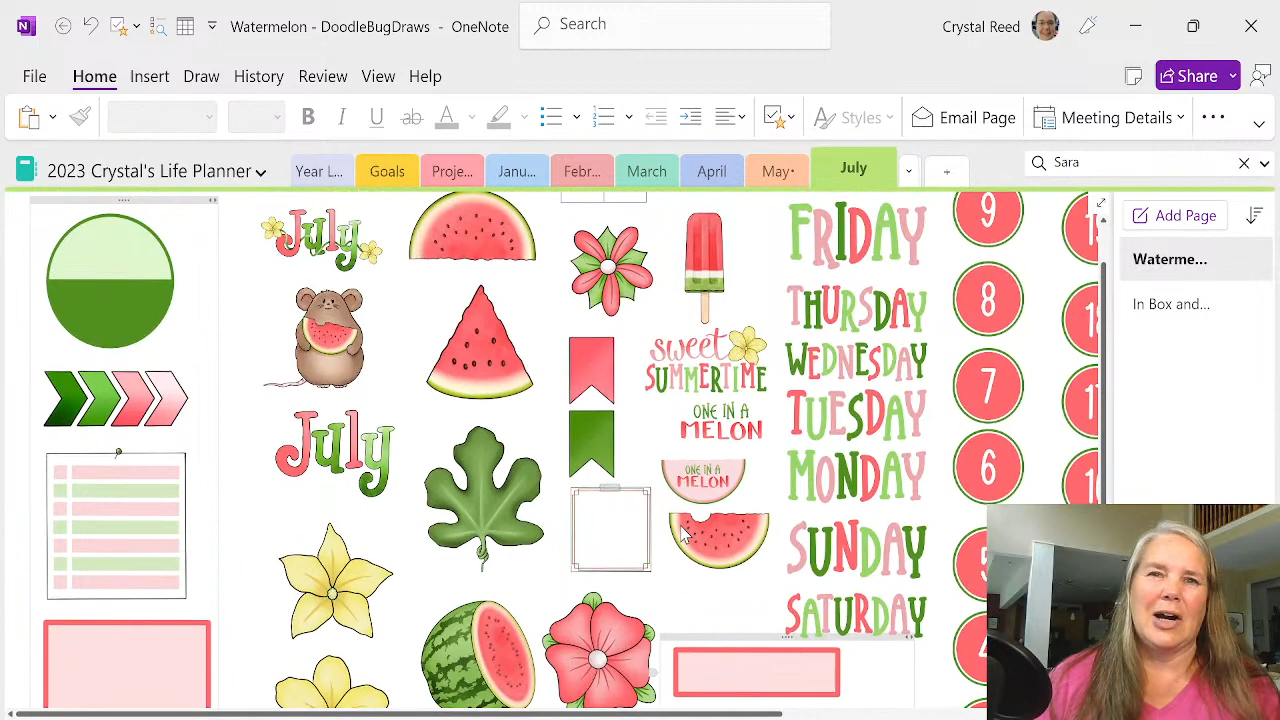 Watermelon - DoodleBugDraws - OneNote
Search
Crystal Reed
File Home Insert Draw History Review View Help
Share
B I U ab A A Styles Email Page Meeting Details
2023 Crystal's Life Planner
Year L... Goals Proje... Janu... Febr... March April May• July +
Sara
Add Page
Waterme...
In Box and...
July
July
sweet
SUMMERTIME
ONE IN A
MELON
ONE IN A
MELON
FRIDAY
THURSDAY
WEDNESDAY
TUESDAY
MONDAY
SUNDAY
SATURDAY
9
8
7
6